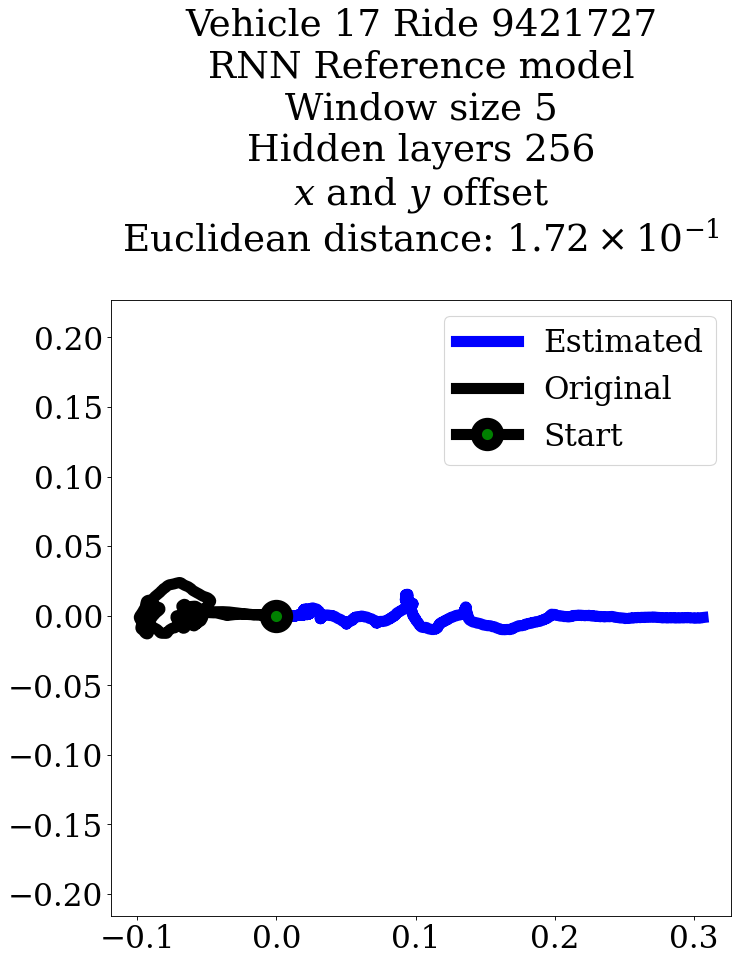 Vehicle 17 Ride 9421727
RNN Reference model
Window size 5
Hidden layers 256
x and y offset
Euclidean distance: 1.72 × 10⁻¹
Estimated
Original
Start
0.20
0.15
0.10
0.05
0.00
−0.05
−0.10
−0.15
−0.20
−0.1 0.0 0.1 0.2 0.3